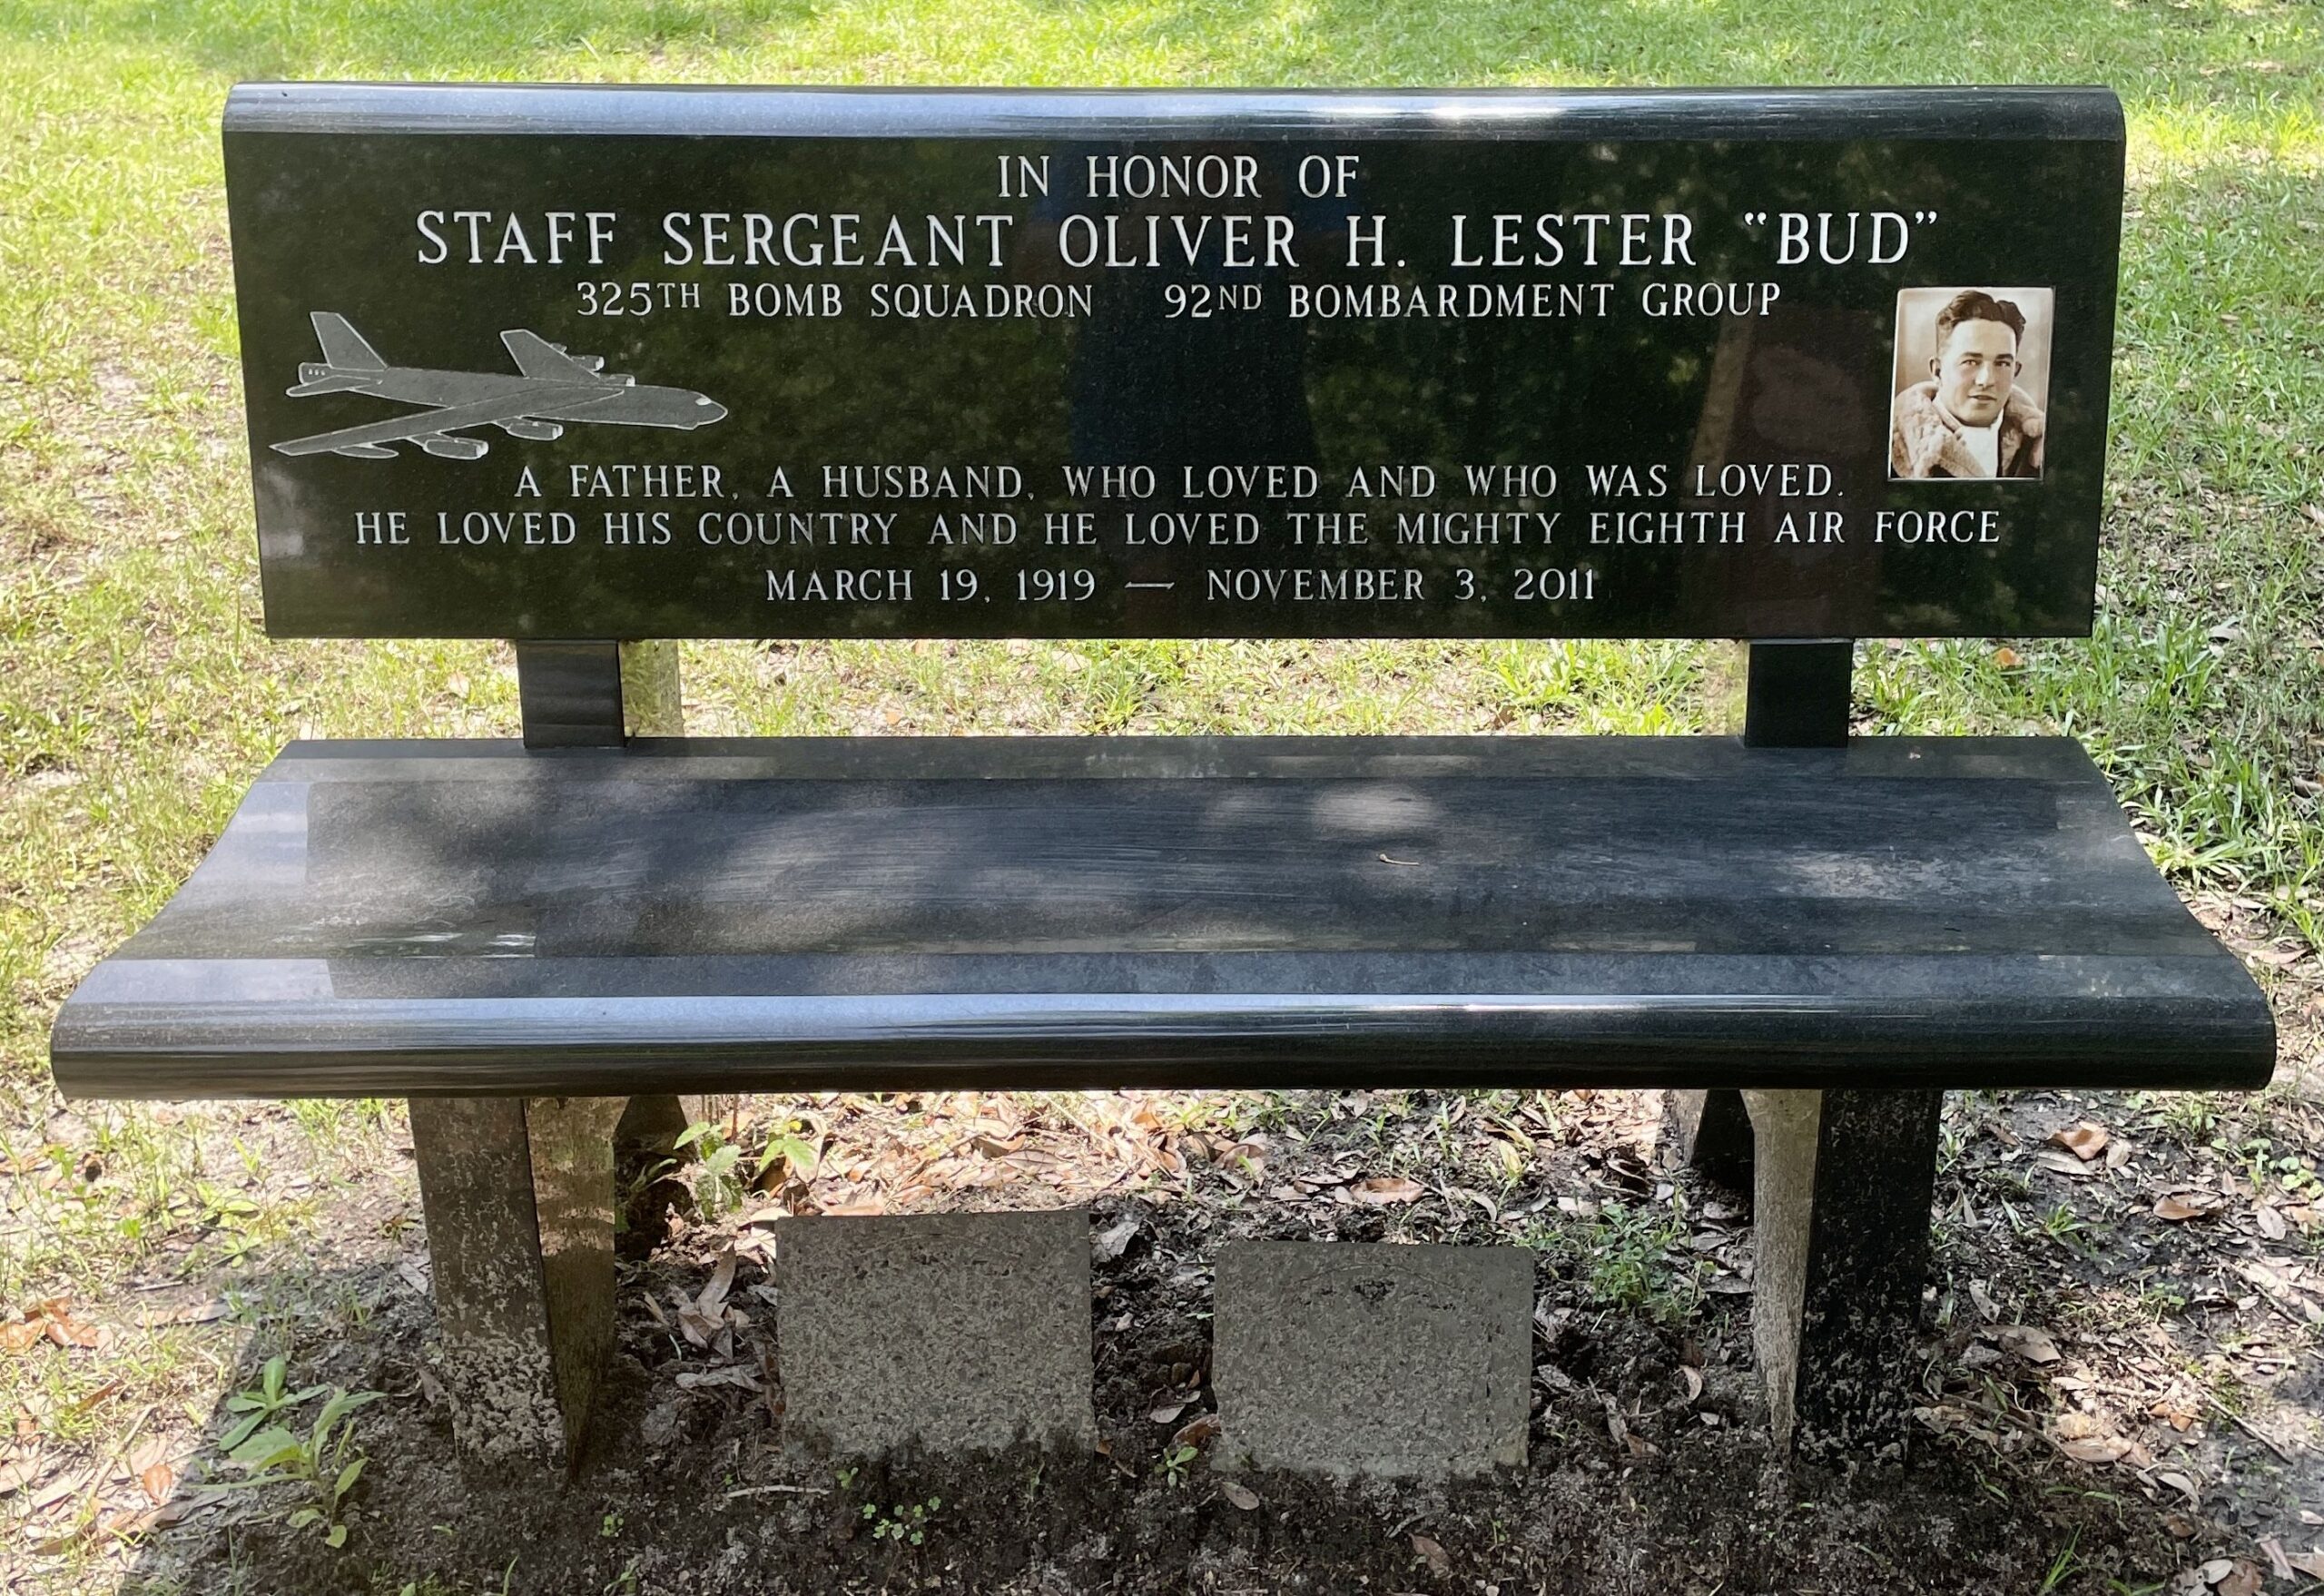 IN HONOR OF
STAFF SERGEANT OLIVER H. LESTER “BUD”
325TH BOMB SQUADRON 92ND BOMBARDMENT GROUP
A FATHER, A HUSBAND, WHO LOVED AND WHO WAS LOVED.
HE LOVED HIS COUNTRY AND HE LOVED THE MIGHTY EIGHTH AIR FORCE
MARCH 19, 1919 — NOVEMBER 3, 2011